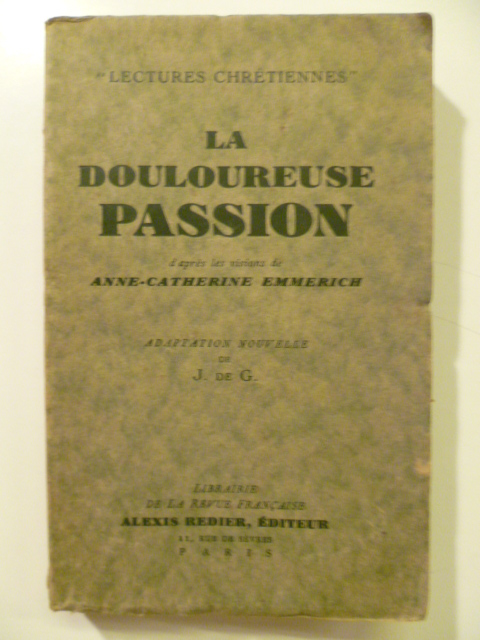 "LECTURES CHRÉTIENNES"
LA
DOULOUREUSE
PASSION
d'après les visions de
ANNE-CATHERINE EMMERICH
ADAPTATION NOUVELLE
DE
J. DE G.
LIBRAIRIE
DE LA REVUE FRANÇAISE
ALEXIS REDIER, ÉDITEUR
11, RUE DE SÈVRES
PARIS